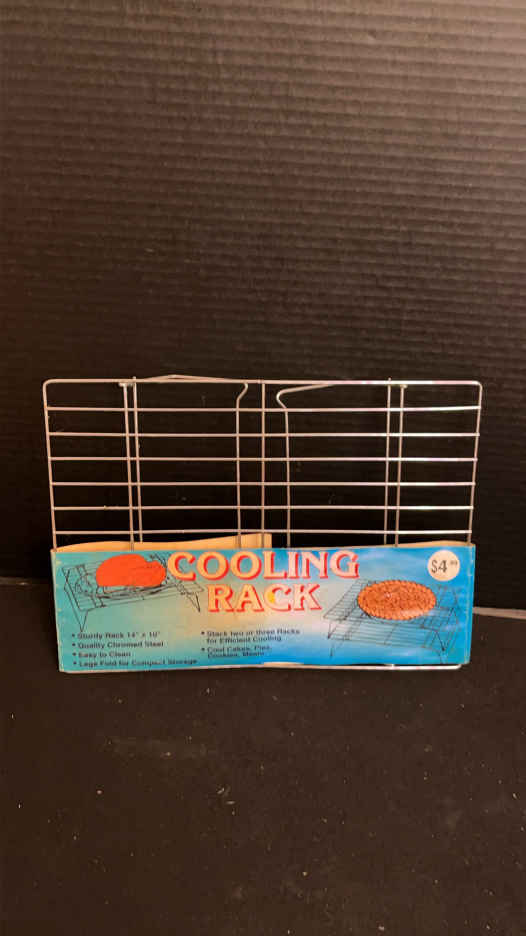 COOLING
RACK
$4.99
• Sturdy Rack 14" x 10"
• Quality Chromed Steel
• Easy to Clean
• Legs Fold for Compact Storage
• Stack two or three Racks
for Efficient Cooling
• Cool Cakes, Pies,
Cookies, Meats